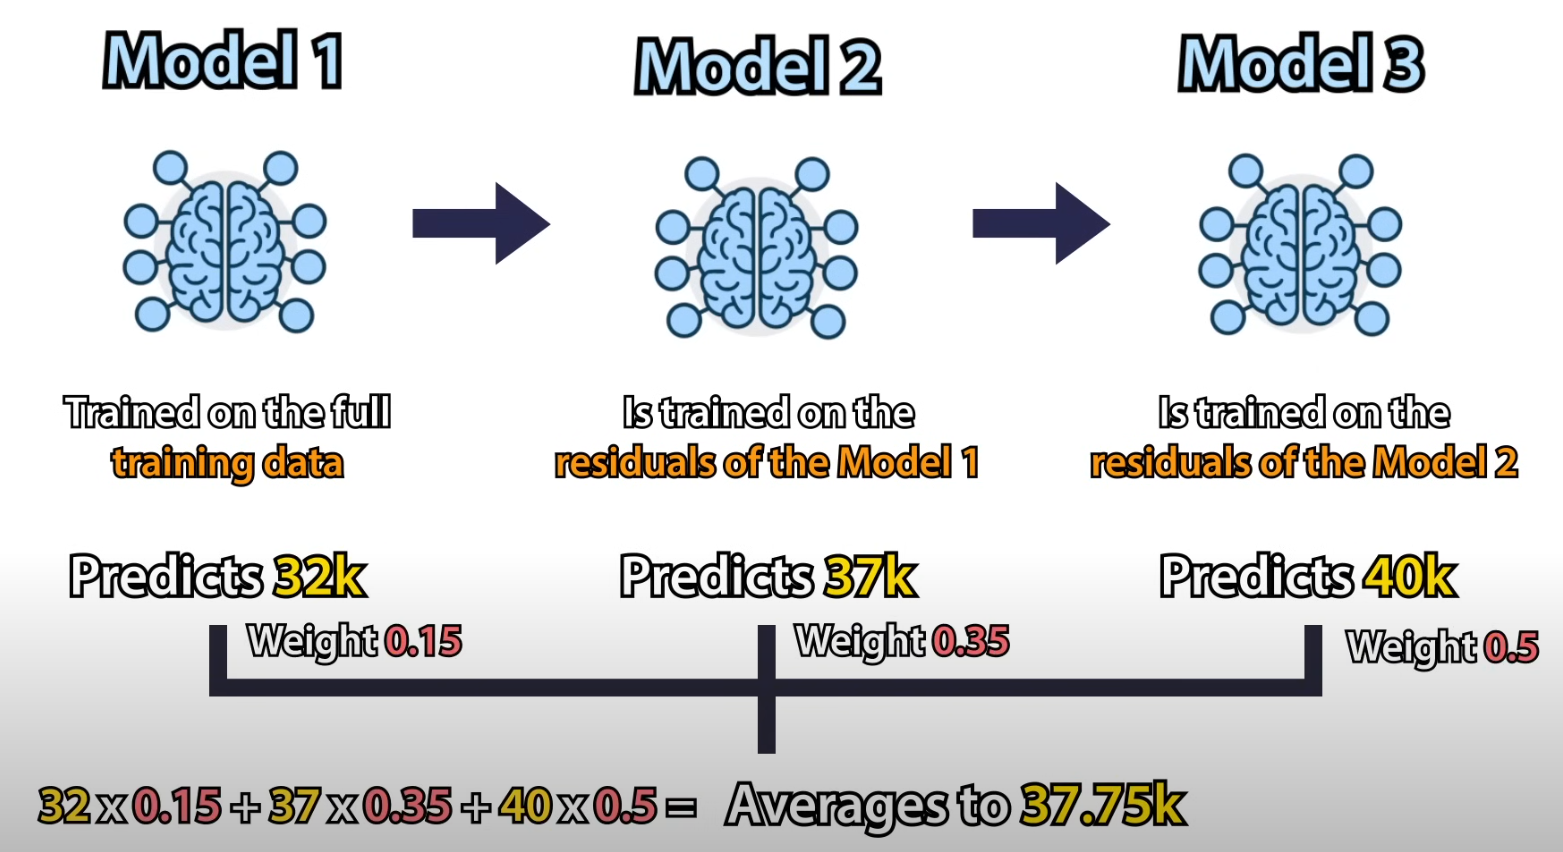 Model 1
Model 2
Model 3
Trained on the full
training data
Is trained on the
residuals of the Model 1
Is trained on the
residuals of the Model 2
Predicts 32k
Predicts 37k
Predicts 40k
Weight 0.15
Weight 0.35
Weight 0.5
32 x 0.15 + 37 x 0.35 + 40 x 0.5 = Averages to 37.75k